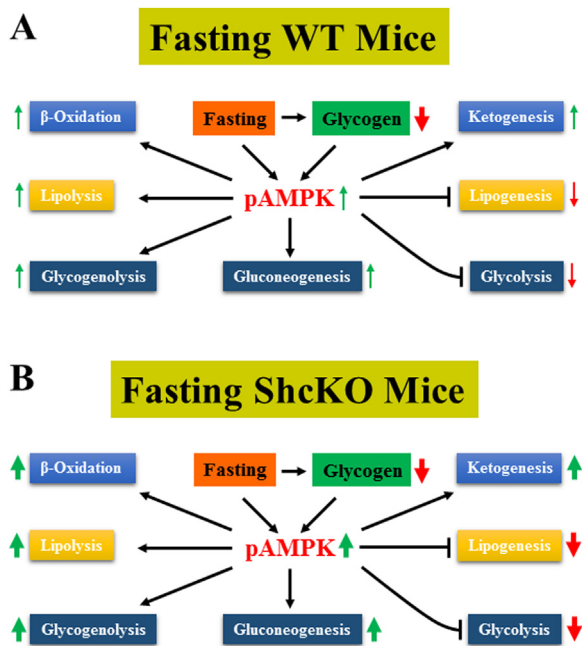 A
Fasting WT Mice
β-Oxidation
Fasting
Glycogen
Ketogenesis
Lipolysis
pAMPK
Lipogenesis
Glycogenolysis
Gluconeogenesis
Glycolysis
B
Fasting ShcKO Mice
β-Oxidation
Fasting
Glycogen
Ketogenesis
Lipolysis
pAMPK
Lipogenesis
Glycogenolysis
Gluconeogenesis
Glycolysis